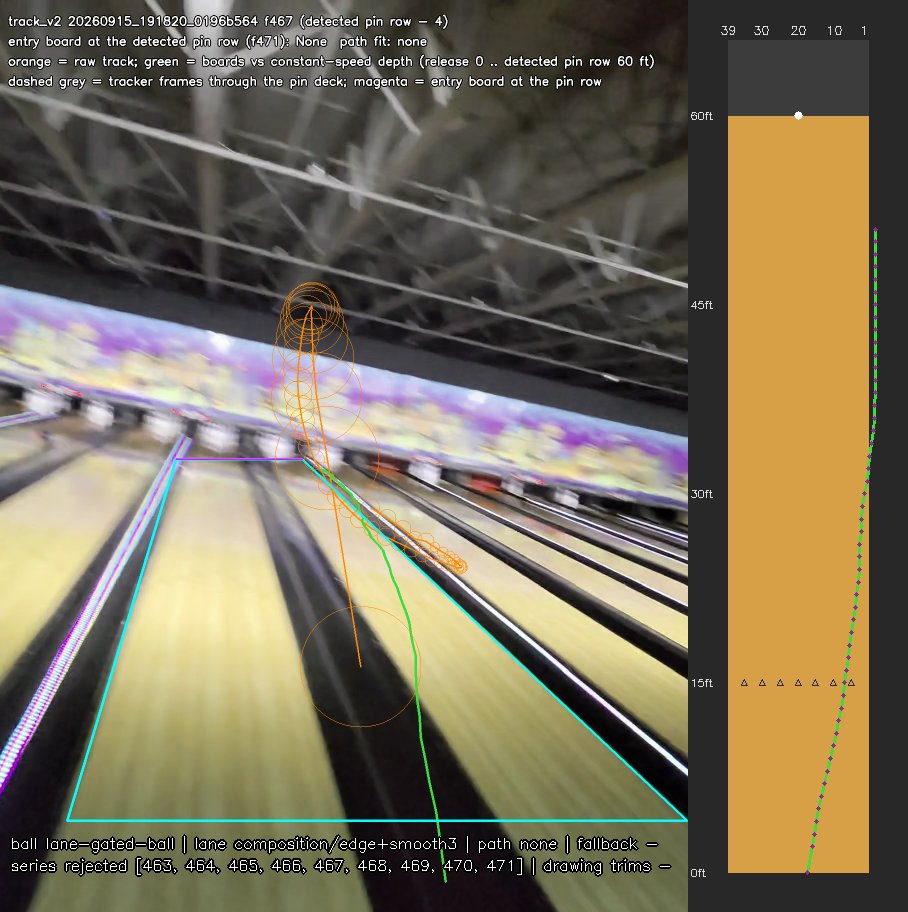 track_v2 20260915_191820_0196b564 f467 (detected pin row - 4)
entry board at the detected pin row (f471): None  path fit: none
orange = raw track; green = boards vs constant-speed depth (release 0 .. detected pin row 60 ft)
dashed grey = tracker frames through the pin deck; magenta = entry board at the pin row
39 30 20 10 1
60ft
45ft
30ft
15ft
0ft
ball lane-gated-ball | lane composition/edge+smooth3 | path none | fallback -
series rejected [463, 464, 465, 466, 467, 468, 469, 470, 471] | drawing trims -